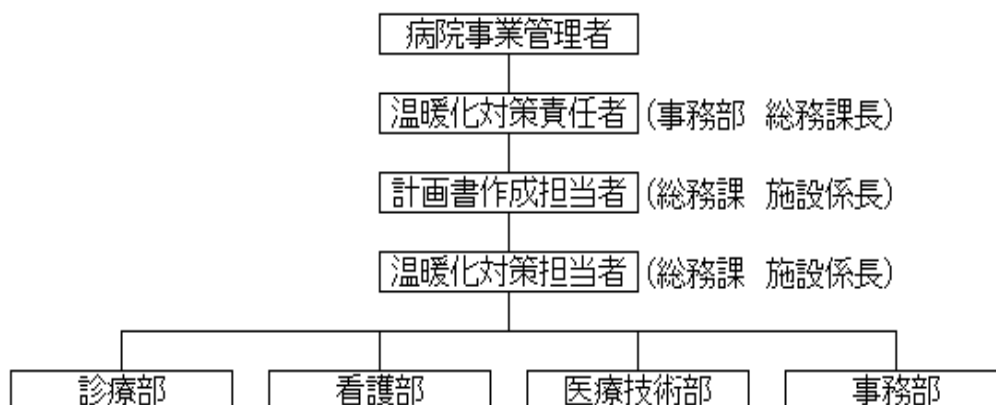 病院事業管理者
温暖化対策責任者 (事務部 総務課長)
計画書作成担当者 (総務課 施設係長)
温暖化対策担当者 (総務課 施設係長)
診療部 看護部 医療技術部 事務部